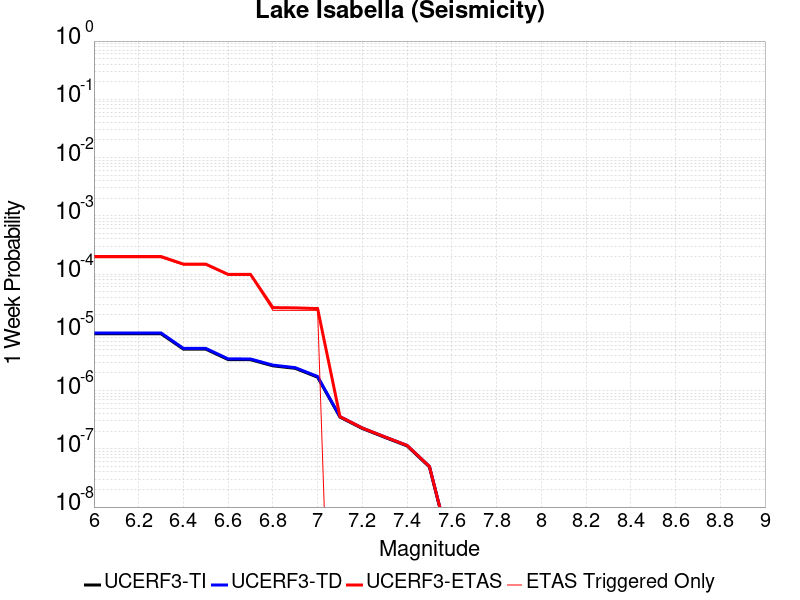 Lake Isabella (Seismicity)
10^0
10^-1
10^-2
10^-3
10^-4
10^-5
10^-6
10^-7
10^-8
1 Week Probability
6 6.2 6.4 6.6 6.8 7 7.2 7.4 7.6 7.8 8 8.2 8.4 8.6 8.8 9
Magnitude
UCERF3-TI UCERF3-TD UCERF3-ETAS ETAS Triggered Only